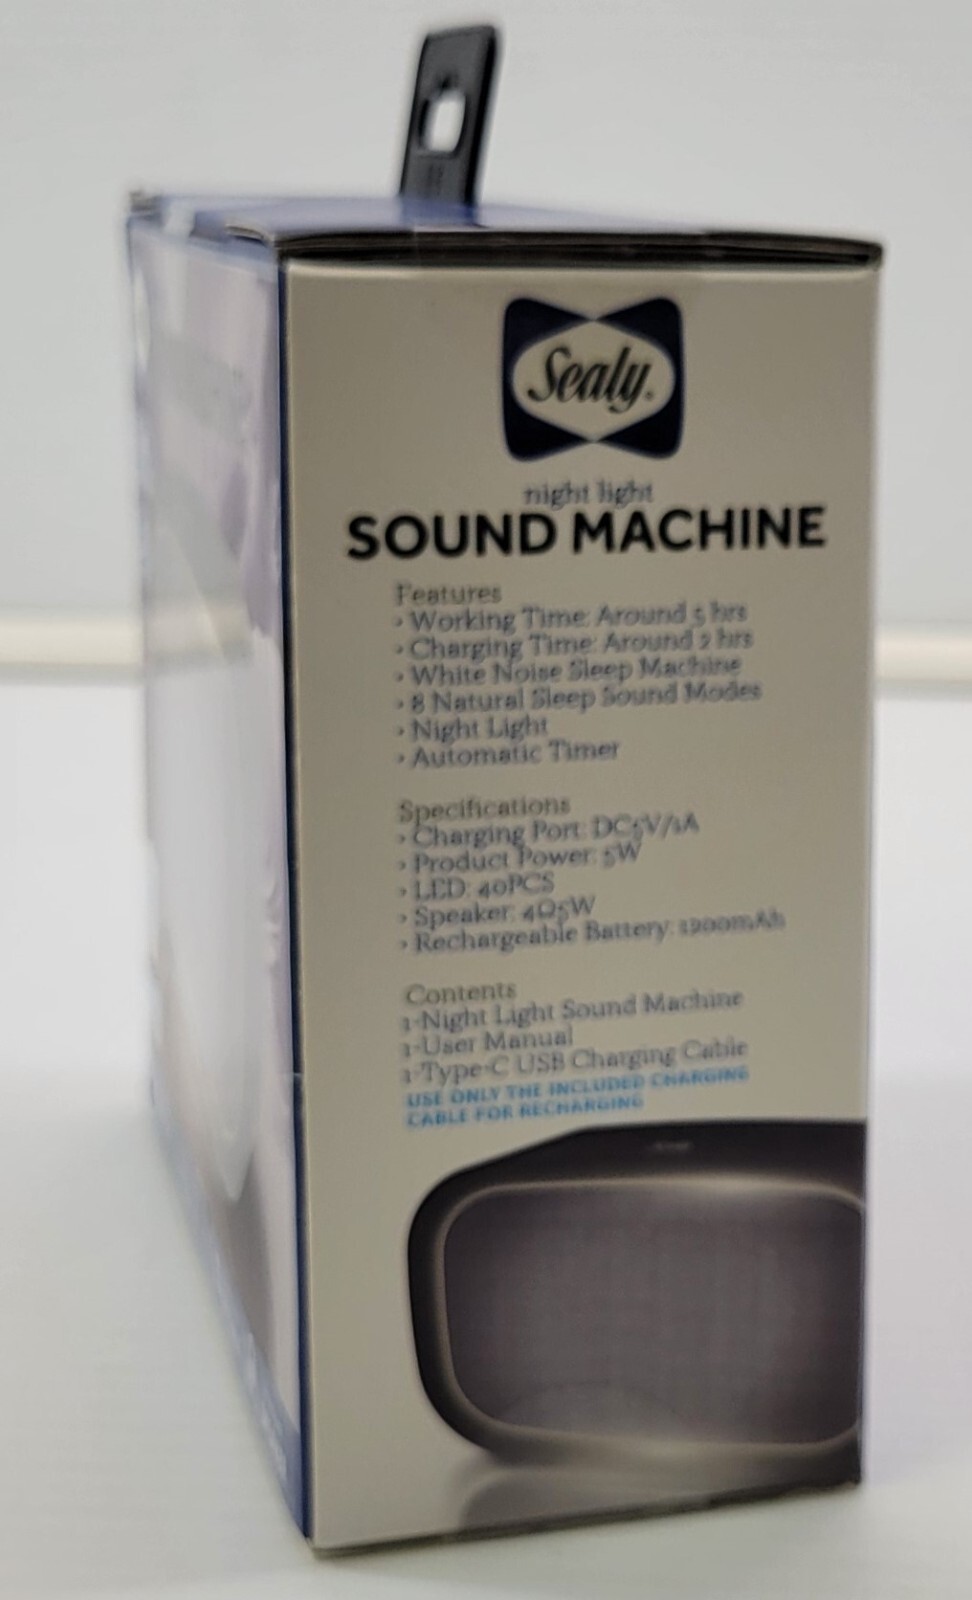 Sealy
night light
SOUND MACHINE
Features
› Working Time: Around 5 hrs
› Charging Time: Around 2 hrs
› White Noise Sleep Machine
› 8 Natural Sleep Sound Modes
› Night Light
› Automatic Timer
Specifications
› Charging Port: DC5V/1A
› Product Power: 5W
› LED: 40PCS
› Speaker: 4Ω5W
› Rechargeable Battery: 1200mAh
Contents
1-Night Light Sound Machine
1-User Manual
1-Type-C USB Charging Cable
USE ONLY THE INCLUDED CHARGING
CABLE FOR RECHARGING